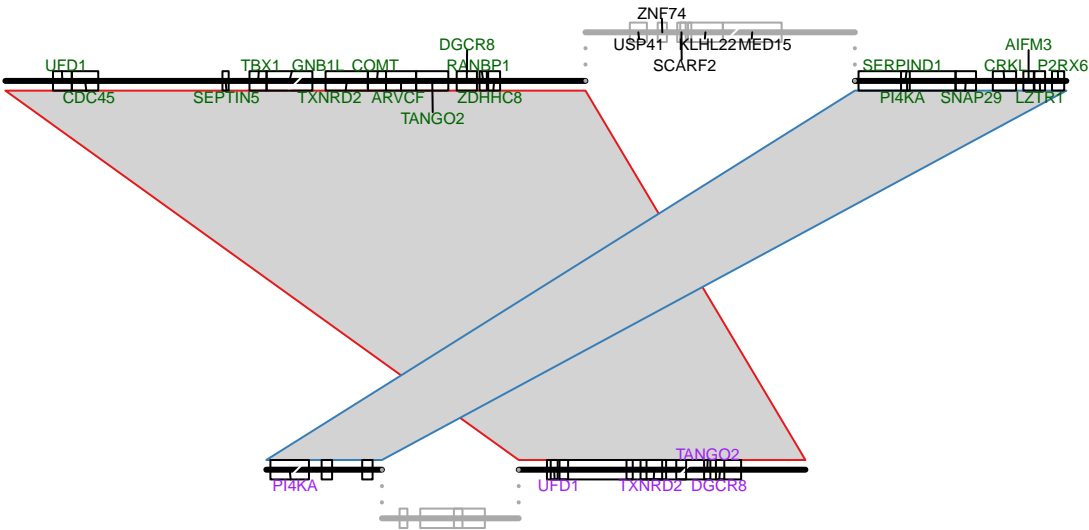 ZNF74
USP41 KLHL22 MED15
SCARF2
DGCR8 AIFM3
UFD1 TBX1 GNB1L COMT RANBP1 SERPIND1 CRKL P2RX6
CDC45 SEPTIN5 TXNRD2 ARVCF ZDHHC8 PI4KA SNAP29 LZTR1
TANGO2
TANGO2
PI4KA UFD1 TXNRD2 DGCR8